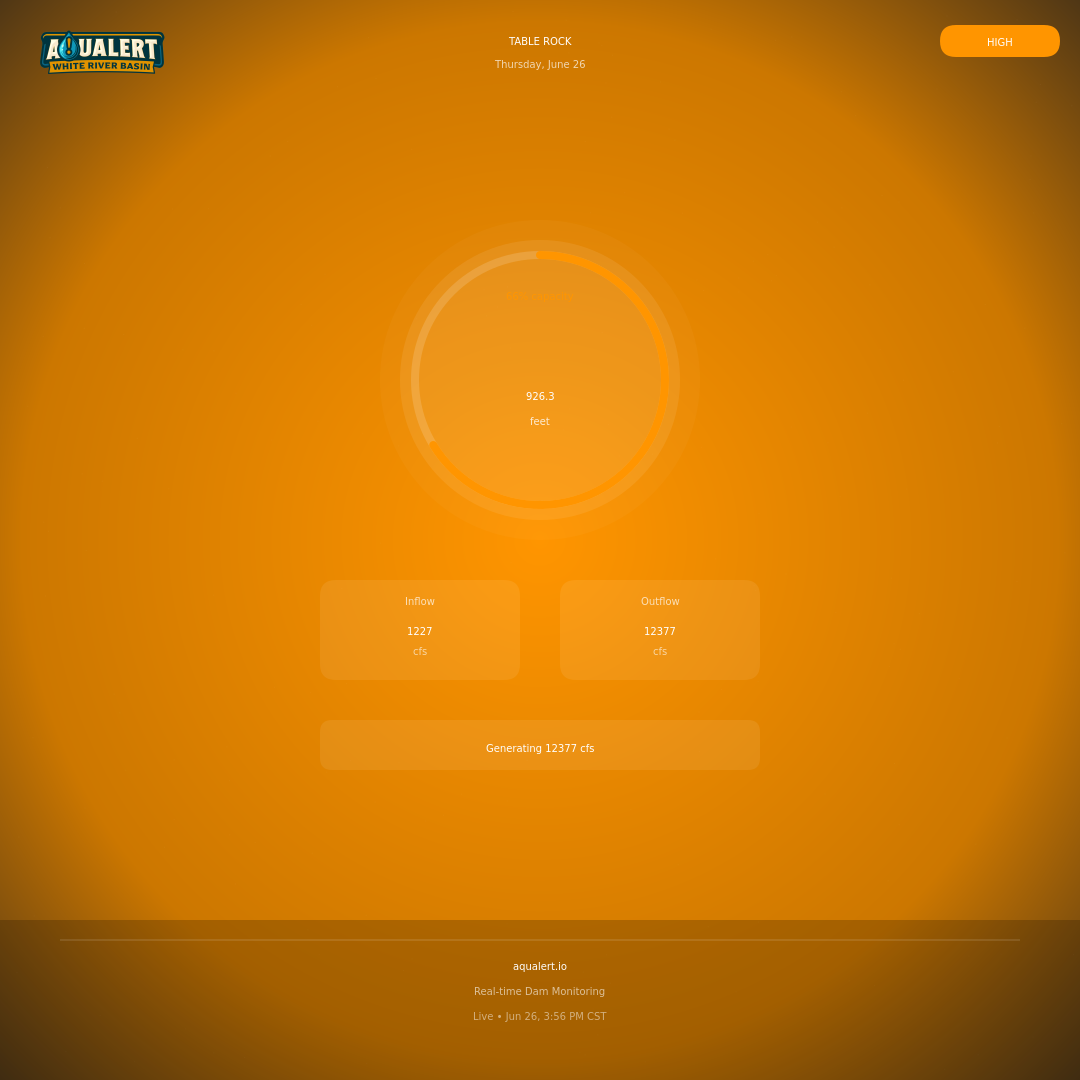 AQUALERT
WHITE RIVER BASIN
TABLE ROCK
Thursday, June 26
HIGH
926.3
feet
Inflow
1227
cfs
Outflow
12377
cfs
Generating 12377 cfs
aqualert.io
Real-time Dam Monitoring
Live • Jun 26, 3:56 PM CST